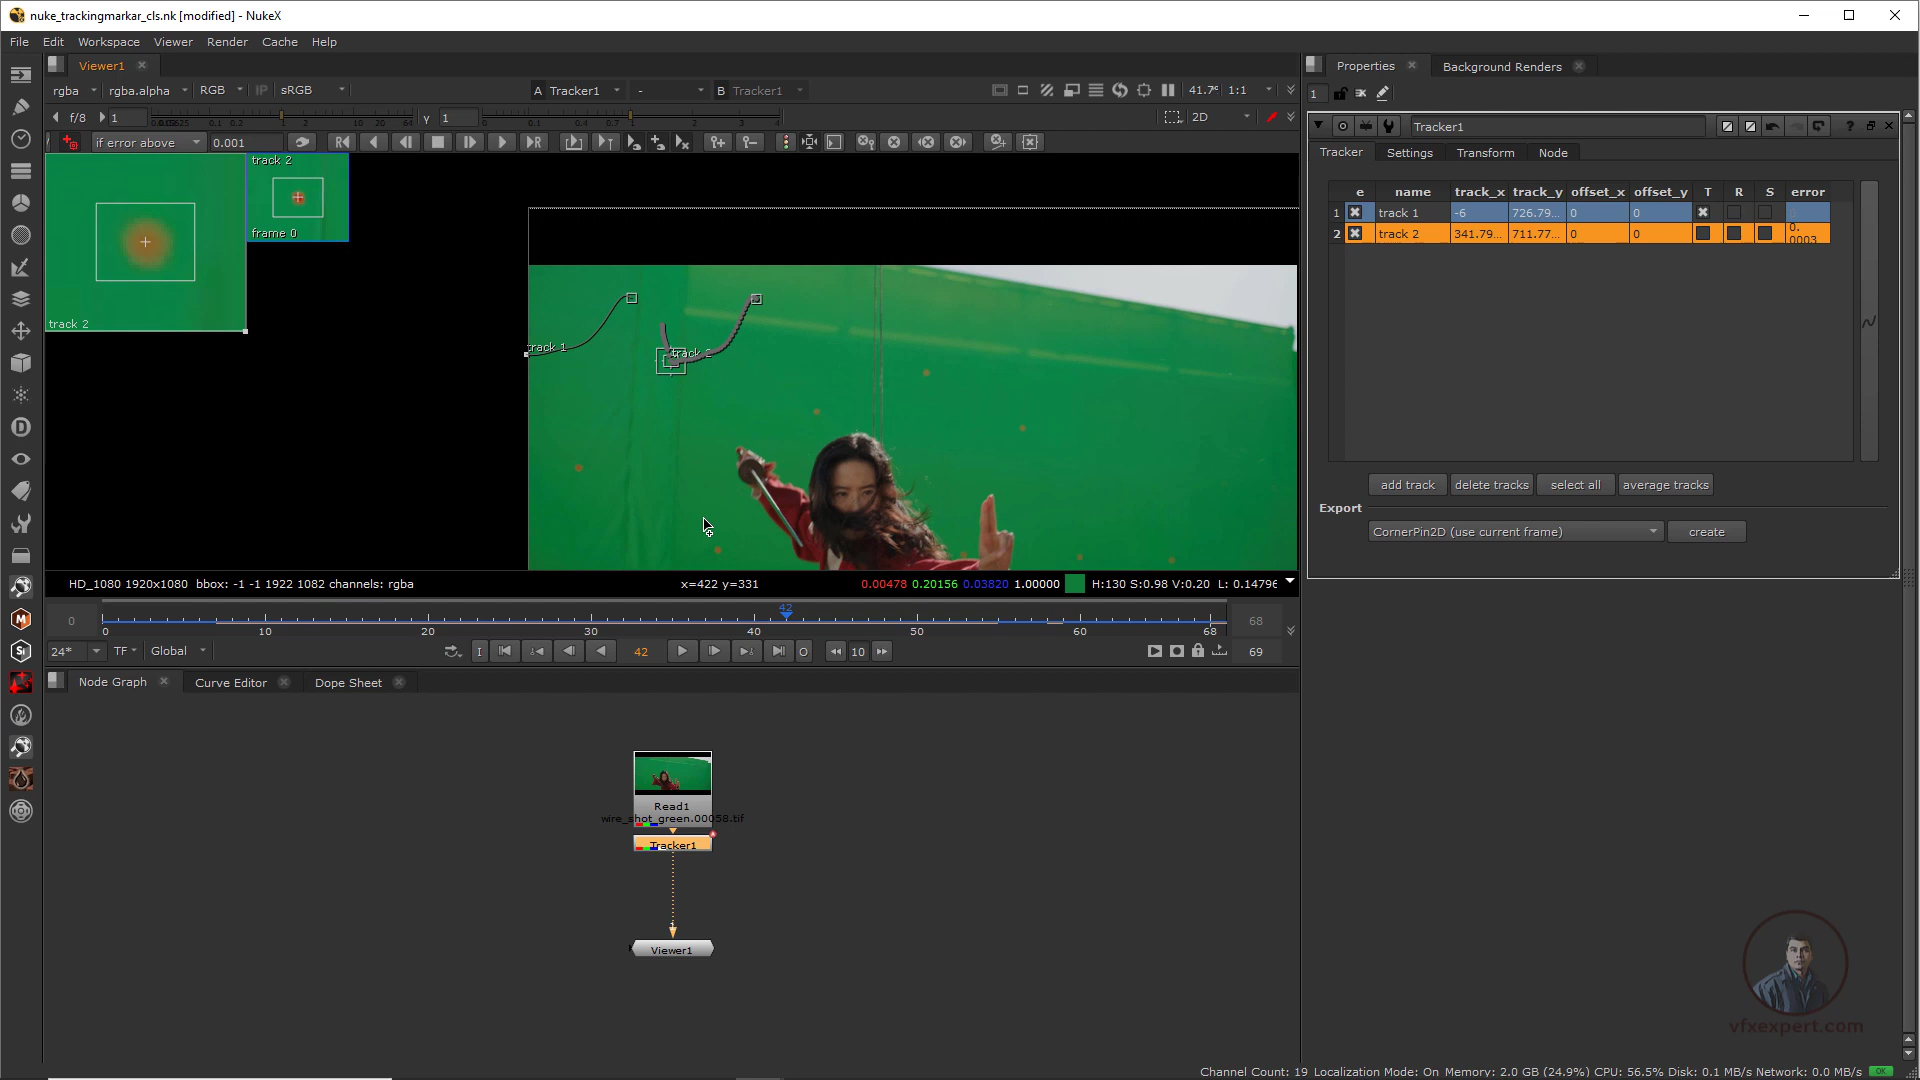 nuke_trackingmarkar_cls.nk [modified] - NukeX
File Edit Workspace Viewer Render Cache Help
Viewer1
Properties
Background Renders
rgba rgba.alpha RGB IP sRGB
A Tracker1 - B Tracker1
41.7% 1:1
1
f/8 1
y 1
2D
Tracker1
if error above 0.001
Tracker Settings Transform Node
track 2
frame 0
track 2
track 1
e name track_x track_y offset_x offset_y T R S error
1 track 1 -6 726.79... 0 0
2 track 2 341.79... 711.77... 0 0 0.0003
add track delete tracks select all average tracks
Export
CornerPin2D (use current frame) create
HD_1080 1920x1080 bbox: -1 -1 1922 1082 channels: rgba
x=422 y=331
0.00478 0.20156 0.03820 1.00000 H:130 S:0.98 V:0.20 L: 0.14796
42
0 0 10 20 30 40 50 60 68 68
24* TF Global
I 42 O 10 69
Node Graph Curve Editor Dope Sheet
Read1
wire_shot_green.00058.tif
Tracker1
Viewer1
vfxexpert.com
Channel Count: 19 Localization Mode: On Memory: 2.0 GB (24.9%) CPU: 56.5% Disk: 0.1 MB/s Network: 0.0 MB/s OK